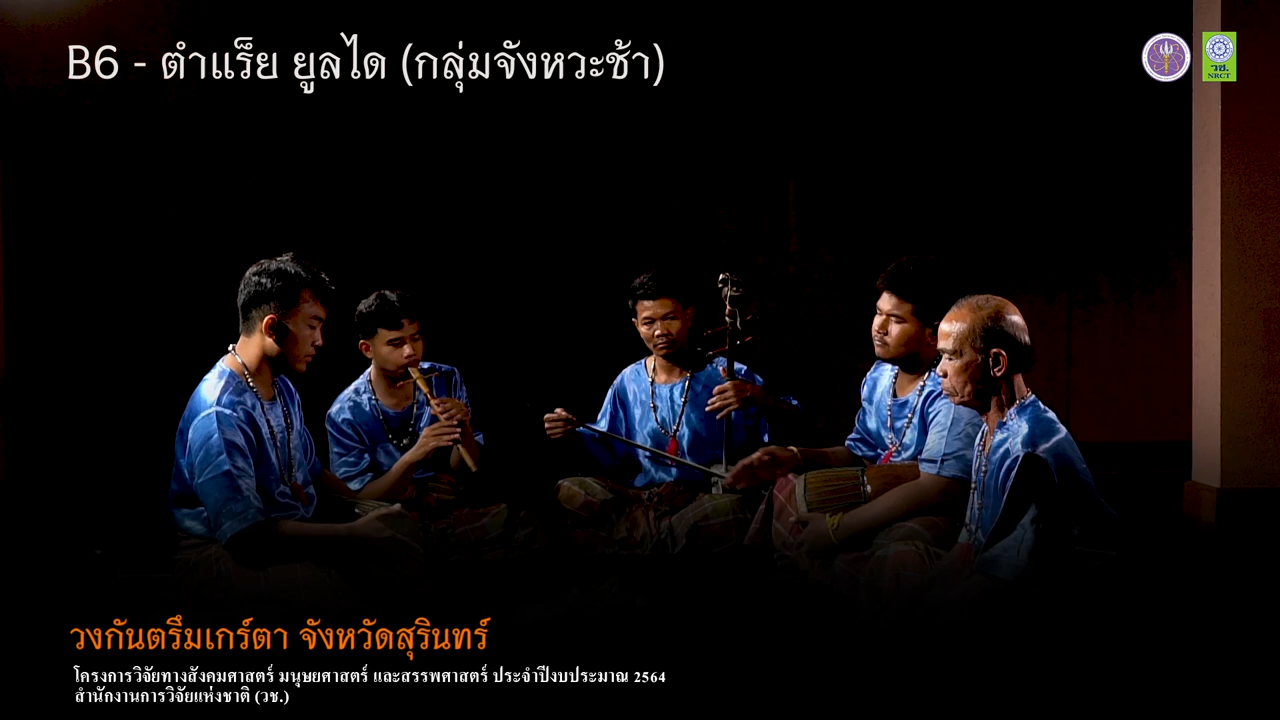 B6 - ตำแร็ย ยูลได (กลุ่มจังหวะช้า)
วช.
NRCT
วงกันตรึมเกร์ตา จังหวัดสุรินทร์
โครงการวิจัยทางสังคมศาสตร์ มนุษยศาสตร์ และสรรพศาสตร์ ประจำปีงบประมาณ 2564
สำนักงานการวิจัยแห่งชาติ (วช.)